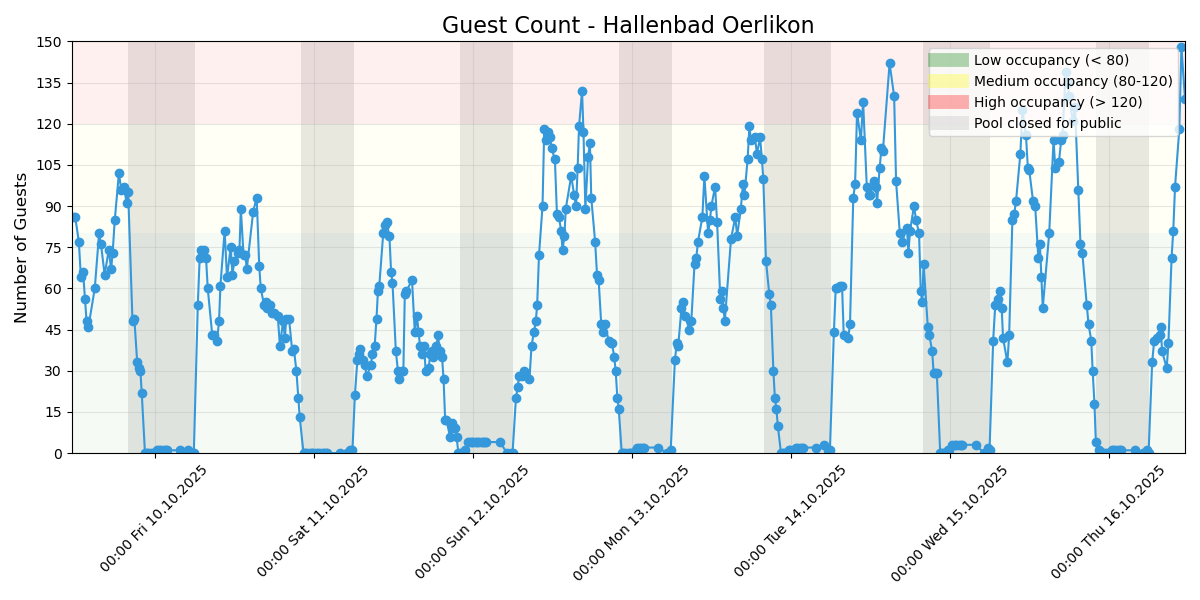 Guest Count - Hallenbad Oerlikon
Number of Guests
150
135
120
105
90
75
60
45
30
15
0
Low occupancy (< 80)
Medium occupancy (80-120)
High occupancy (> 120)
Pool closed for public
00:00 Fri 10.10.2025
00:00 Sat 11.10.2025
00:00 Sun 12.10.2025
00:00 Mon 13.10.2025
00:00 Tue 14.10.2025
00:00 Wed 15.10.2025
00:00 Thu 16.10.2025